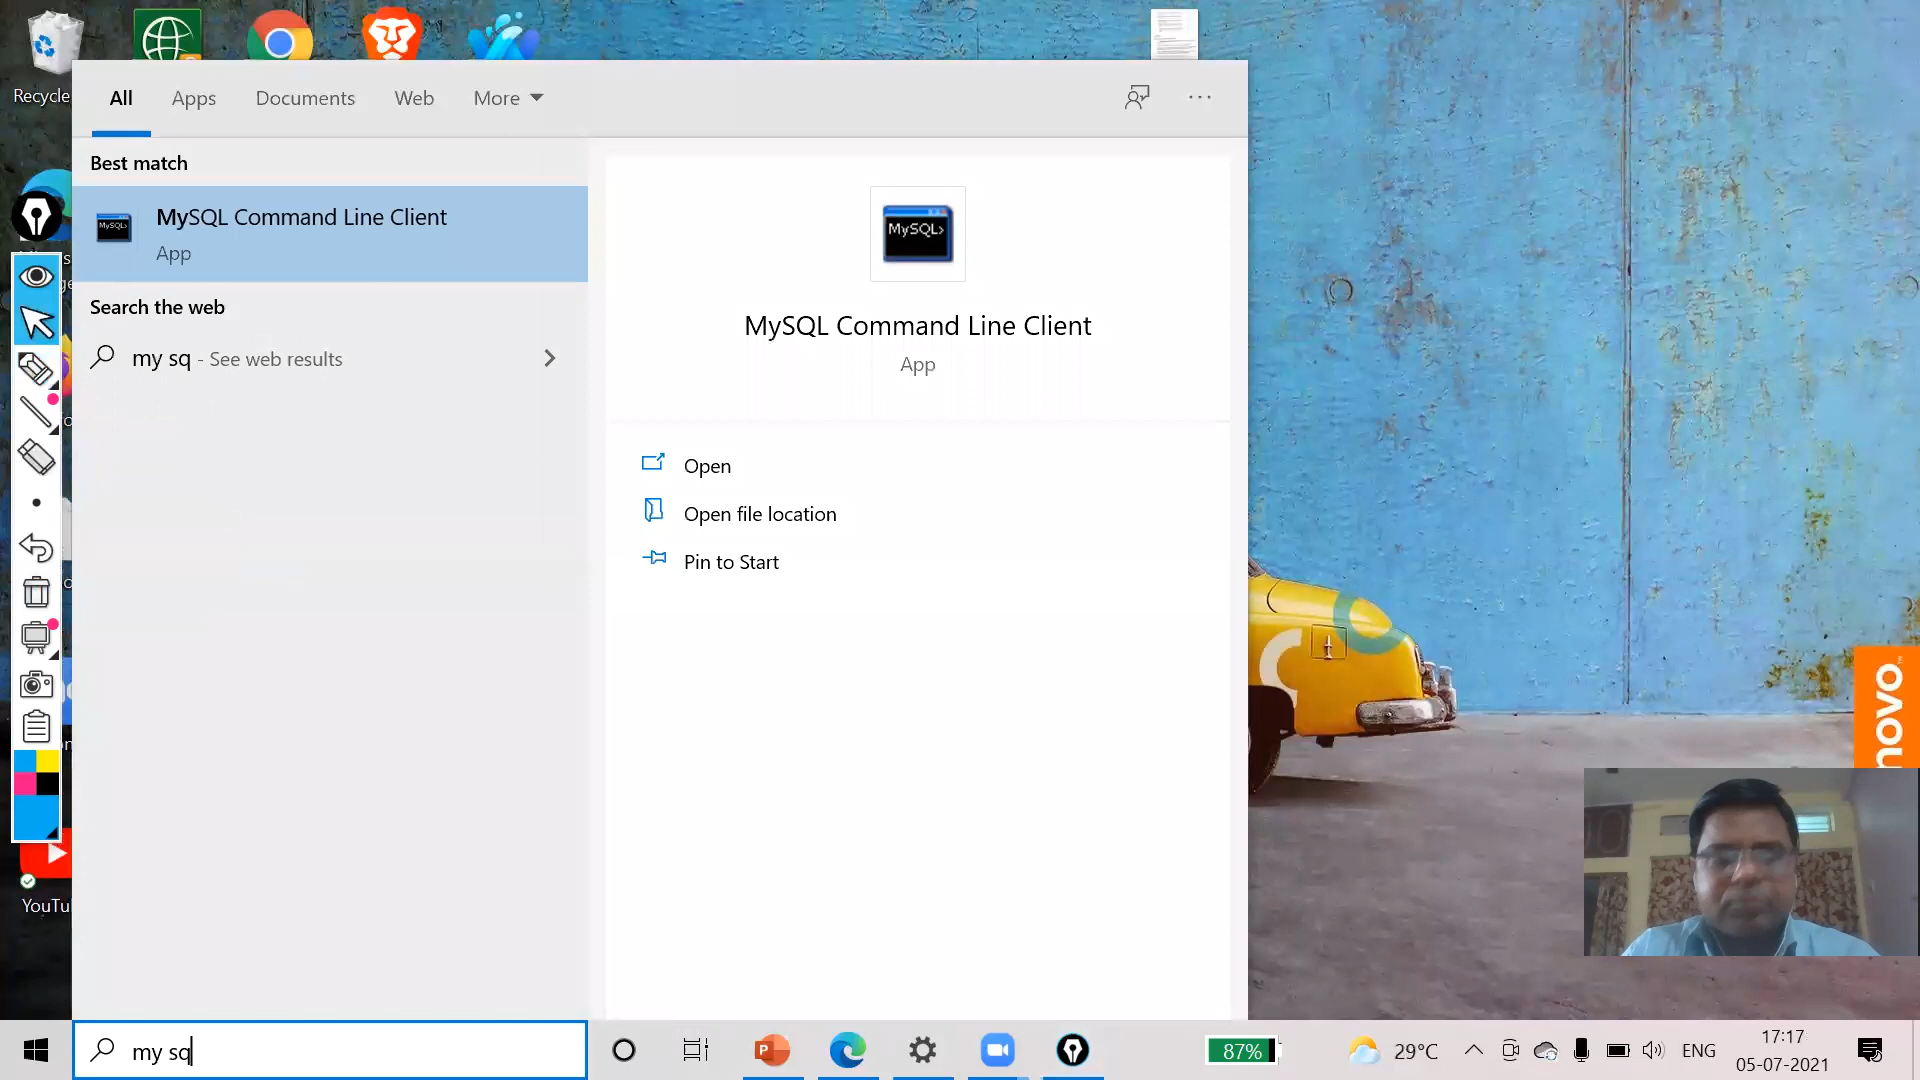 Recycle
All Apps Documents Web More
Best match
MySQL Command Line Client
App
Search the web
my sq - See web results
MySQL>
MySQL Command Line Client
App
Open
Open file location
Pin to Start
YouTu
novo
my sq
87%
29°C
ENG
17:17
05-07-2021